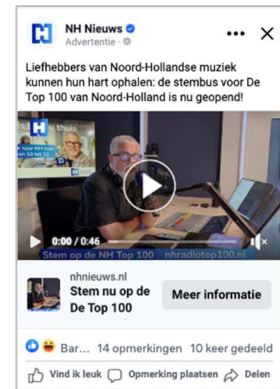 NH Nieuws
Advertentie
Liefhebbers van Noord-Hollandse muziek
kunnen hun hart ophalen: de stembus voor De
Top 100 van Noord-Holland is nu geopend!
u thuis
0:00 / 0:46
Stem op de NH Top 100 nhradiotop100.nl
nhnieuws.nl
Stem nu op de
De Top 100
Meer informatie
Bar... 14 opmerkingen 10 keer gedeeld
Vind ik leuk Opmerking plaatsen Delen